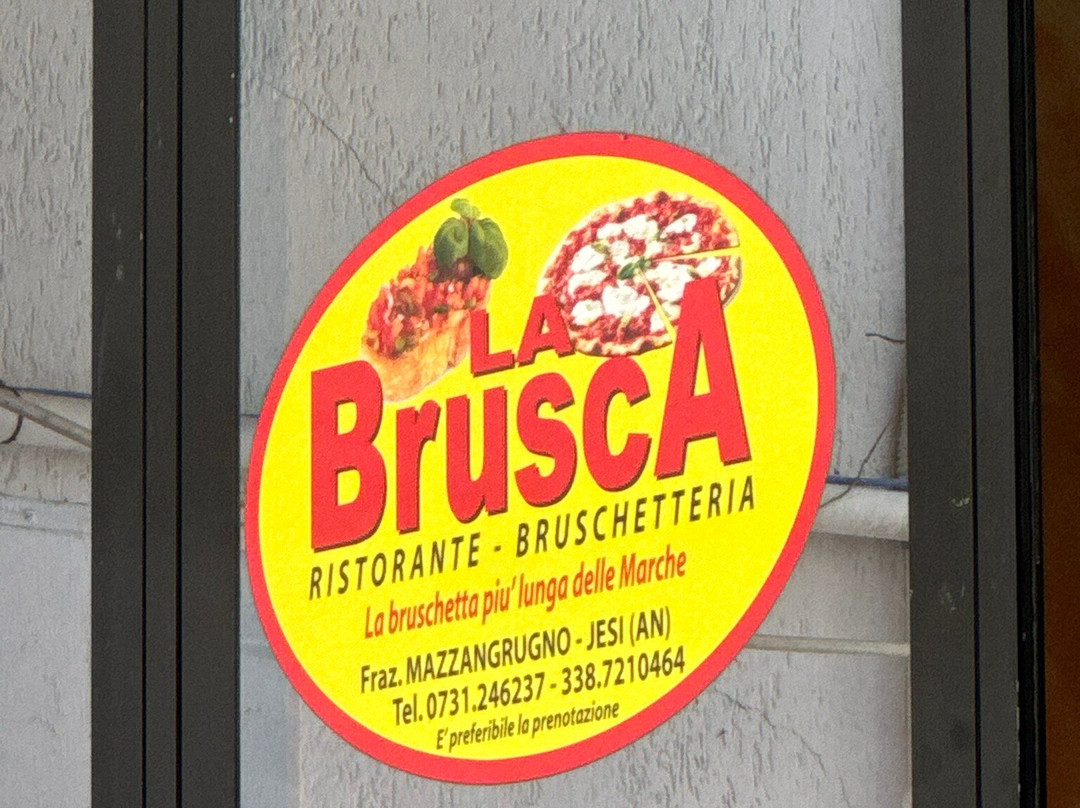 LA
BruscA
RISTORANTE - BRUSCHETTERIA
La bruschetta piu' lunga delle Marche
Fraz. MAZZANGRUGNO - JESI (AN)
Tel. 0731.246237 - 338.7210464
E' preferibile la prenotazione